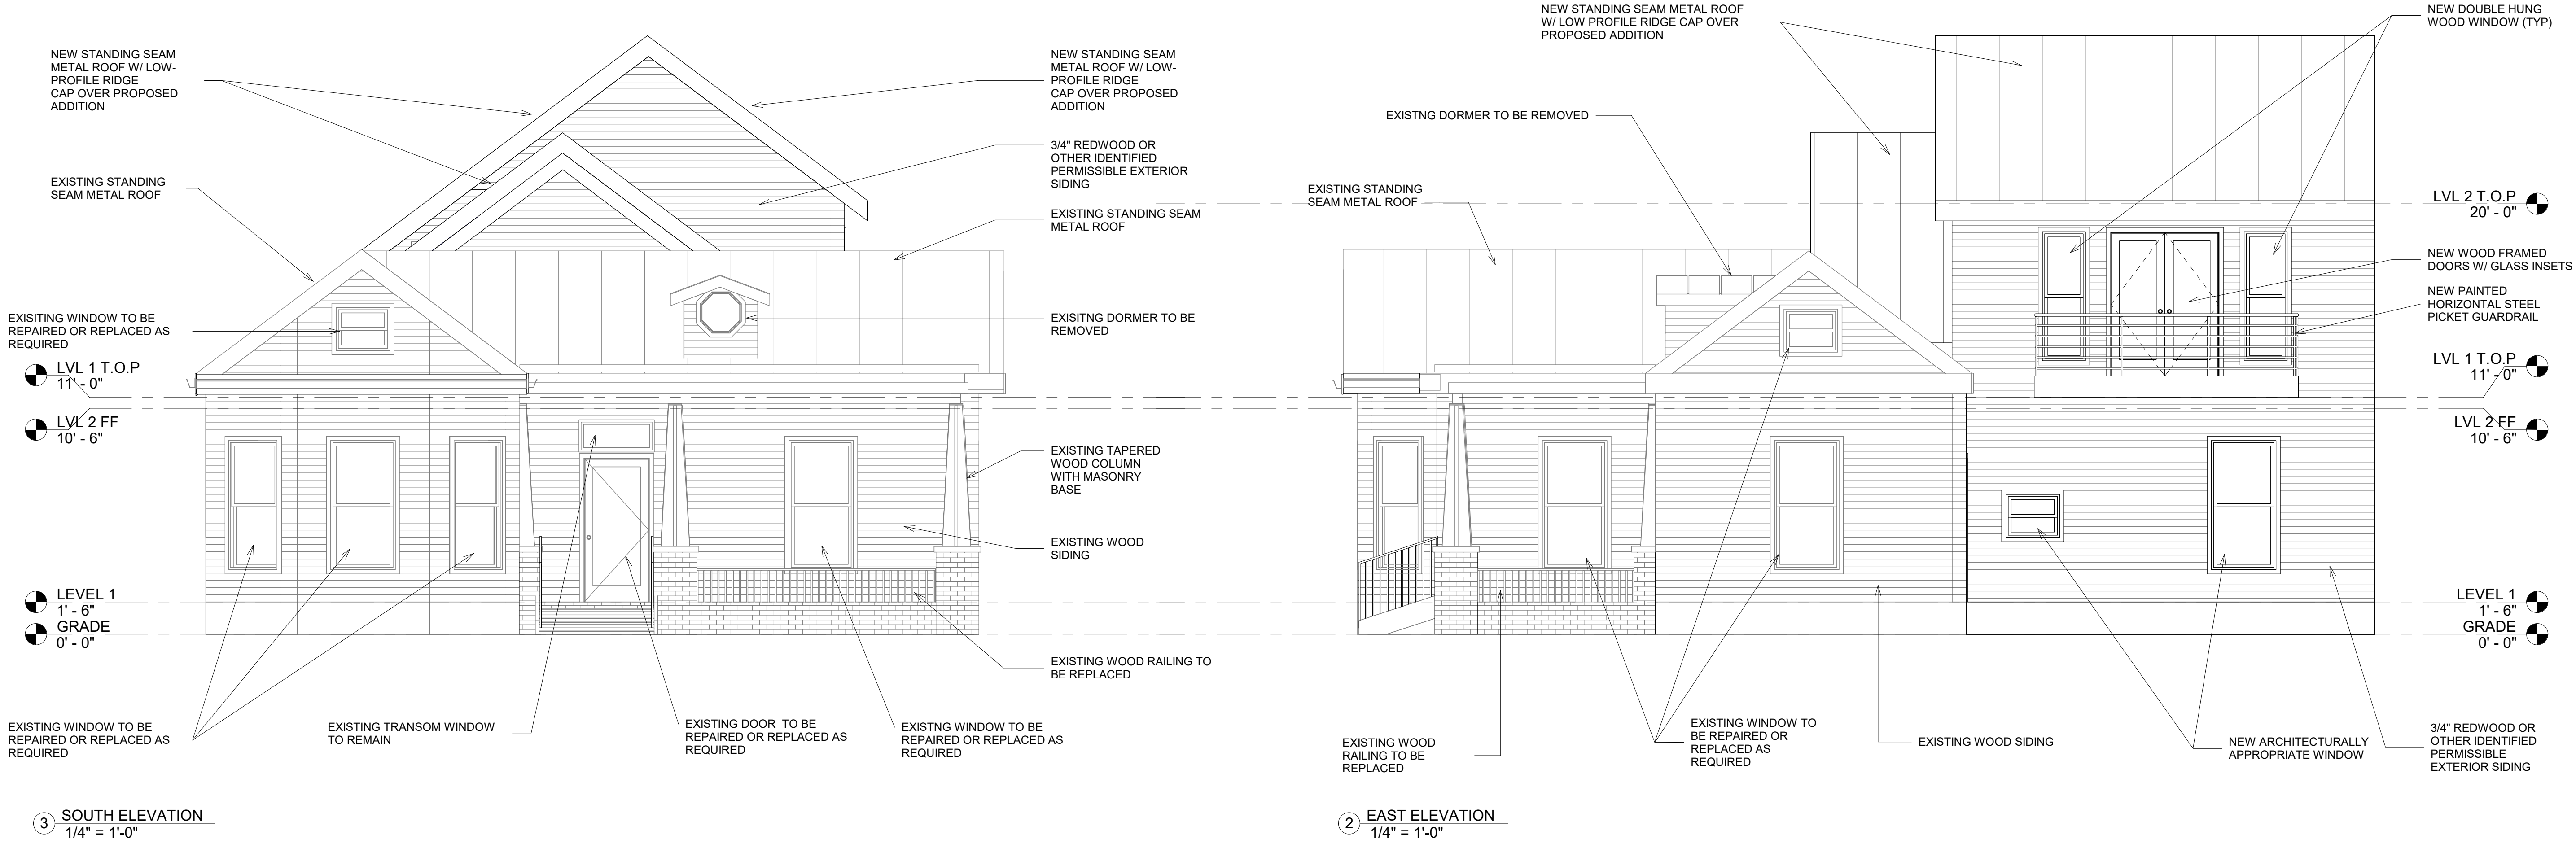 NEW STANDING SEAM
METAL ROOF W/ LOW-
PROFILE RIDGE
CAP OVER PROPOSED
ADDITION
EXISTING STANDING
SEAM METAL ROOF
EXISITING WINDOW TO BE
REPAIRED OR REPLACED AS
REQUIRED
LVL 1 T.O.P
11' - 0"
LVL 2 FF
10' - 6"
LEVEL 1
1' - 6"
GRADE
0' - 0"
EXISTING WINDOW TO BE
REPAIRED OR REPLACED AS
REQUIRED
EXISTING TRANSOM WINDOW
TO REMAIN
EXISTING DOOR TO BE
REPAIRED OR REPLACED AS
REQUIRED
EXISTNG WINDOW TO BE
REPAIRED OR REPLACED AS
REQUIRED
NEW STANDING SEAM
METAL ROOF W/ LOW-
PROFILE RIDGE
CAP OVER PROPOSED
ADDITION
3/4" REDWOOD OR
OTHER IDENTIFIED
PERMISSIBLE EXTERIOR
SIDING
EXISTING STANDING SEAM
METAL ROOF
EXISITNG DORMER TO BE
REMOVED
EXISTING TAPERED
WOOD COLUMN
WITH MASONRY
BASE
EXISTING WOOD
SIDING
EXISTING WOOD RAILING TO
BE REPLACED
3
SOUTH ELEVATION
1/4" = 1'-0"
NEW STANDING SEAM METAL ROOF
W/ LOW PROFILE RIDGE CAP OVER
PROPOSED ADDITION
EXISTNG DORMER TO BE REMOVED
EXISTING STANDING
SEAM METAL ROOF
NEW DOUBLE HUNG
WOOD WINDOW (TYP)
LVL 2 T.O.P
20' - 0"
NEW WOOD FRAMED
DOORS W/ GLASS INSETS
NEW PAINTED
HORIZONTAL STEEL
PICKET GUARDRAIL
LVL 1 T.O.P
11' - 0"
LVL 2 FF
10' - 6"
LEVEL 1
1' - 6"
GRADE
0' - 0"
EXISTING WOOD
RAILING TO BE
REPLACED
EXISTING WINDOW TO
BE REPAIRED OR
REPLACED AS
REQUIRED
EXISTING WOOD SIDING
NEW ARCHITECTURALLY
APPROPRIATE WINDOW
3/4" REDWOOD OR
OTHER IDENTIFIED
PERMISSIBLE
EXTERIOR SIDING
2
EAST ELEVATION
1/4" = 1'-0"